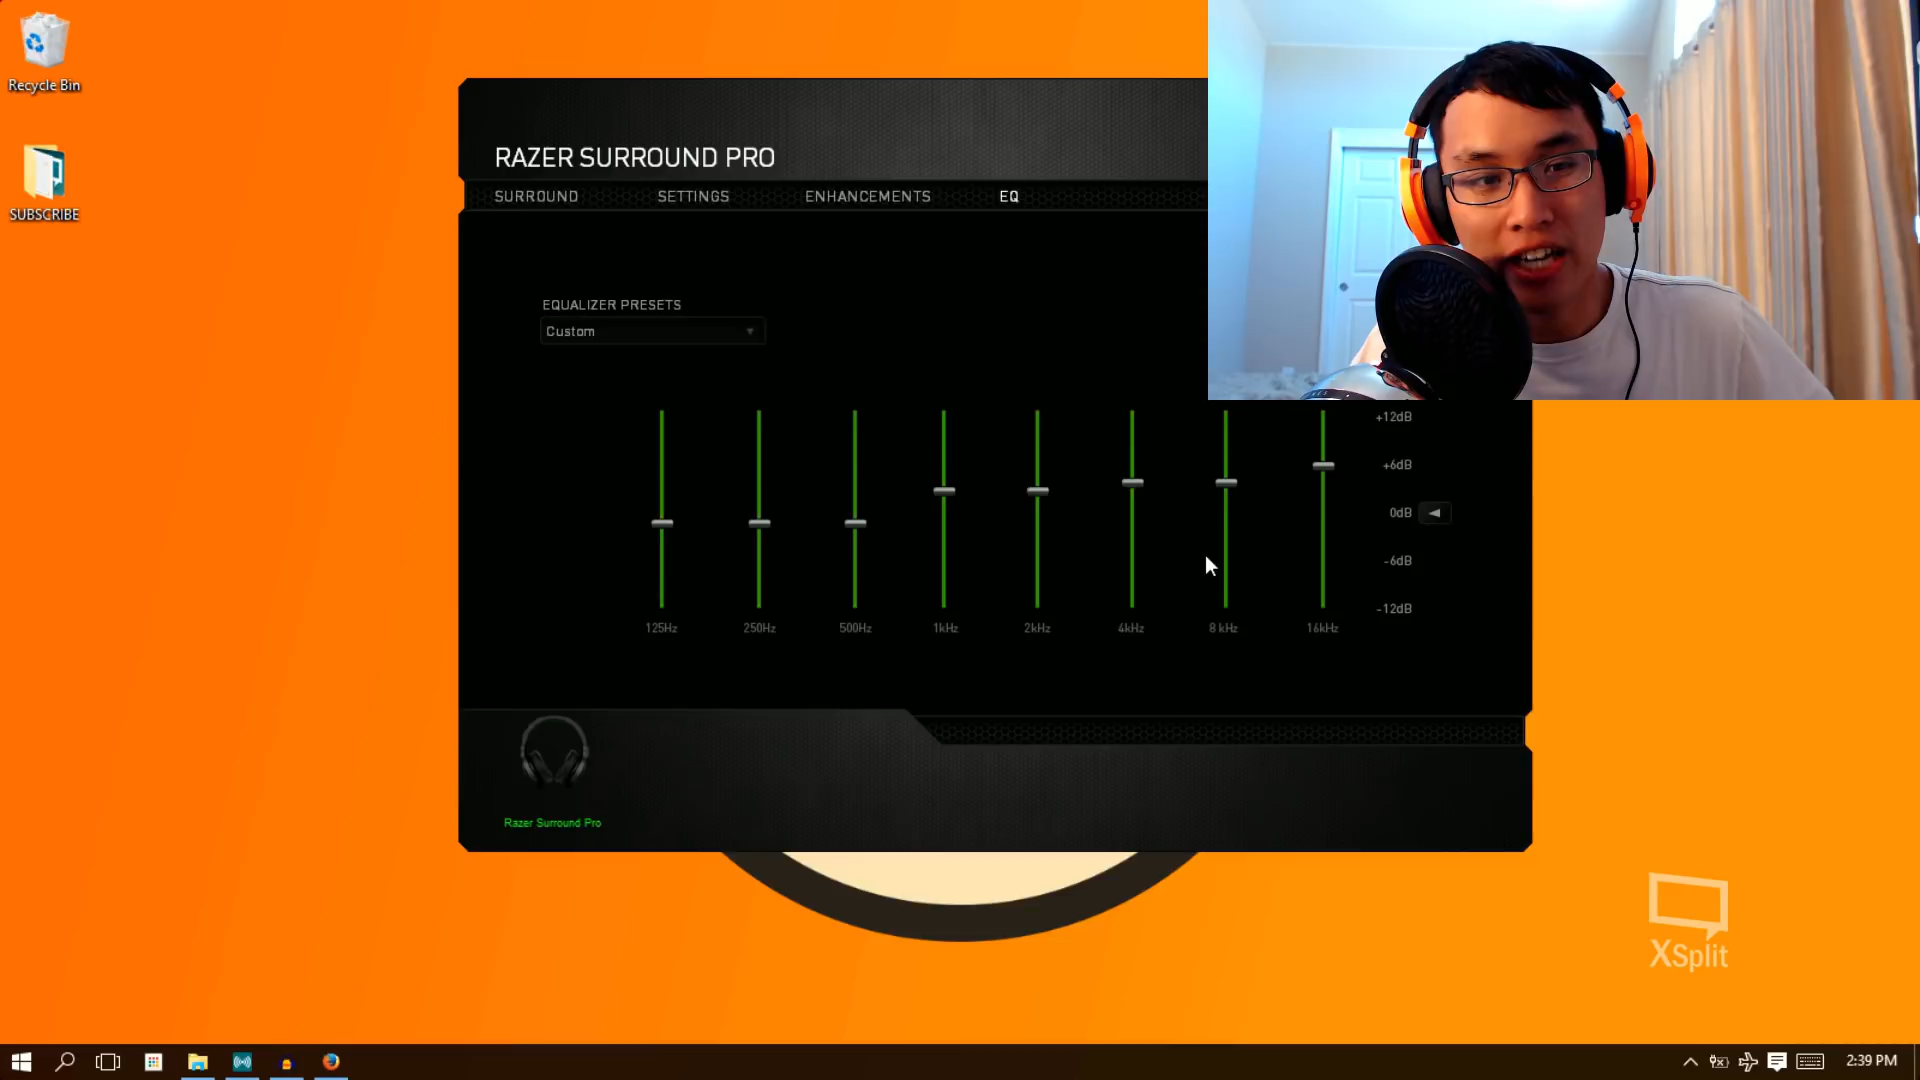 Recycle Bin
SUBSCRIBE
RAZER SURROUND PRO
SURROUND SETTINGS ENHANCEMENTS EQ
EQUALIZER PRESETS
Custom
+12dB
+6dB
0dB
-6dB
-12dB
125Hz 250Hz 500Hz 1kHz 2kHz 4kHz 8 kHz 16kHz
Razer Surround Pro
XSplit
2:39 PM